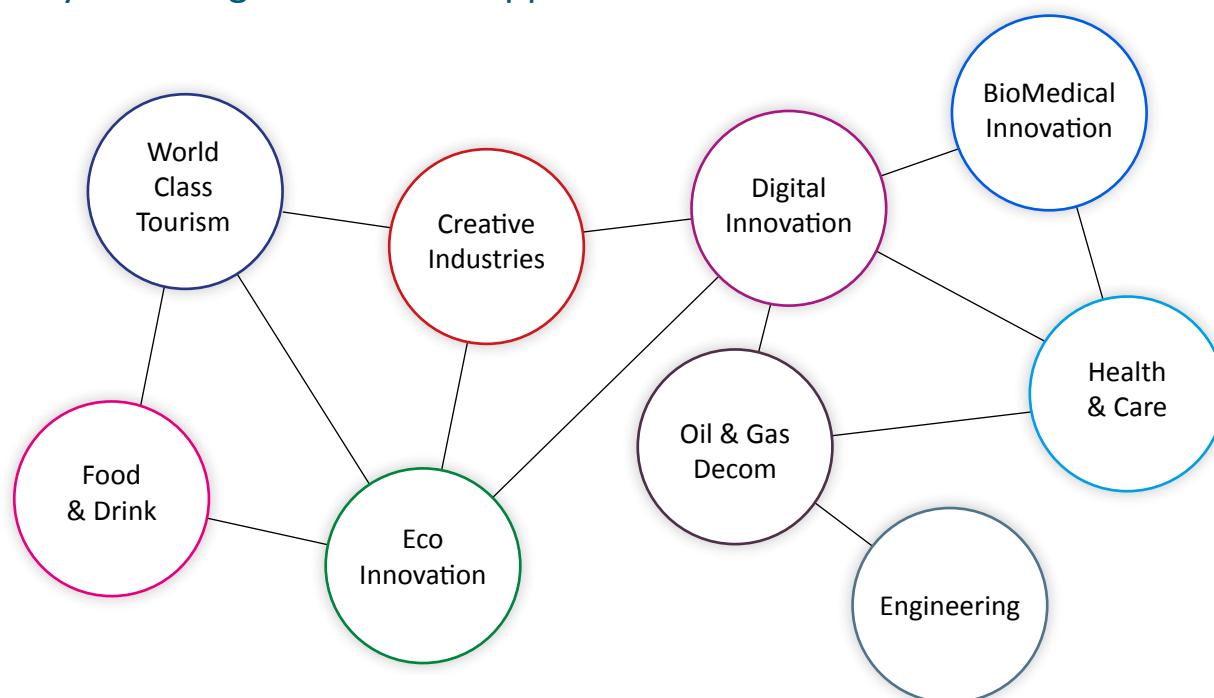 BioMedical
Innovation
World
Class
Tourism
Creative
Industries
Digital
Innovation
Health
& Care
Oil & Gas
Decom
Food
& Drink
Eco
Innovation
Engineering